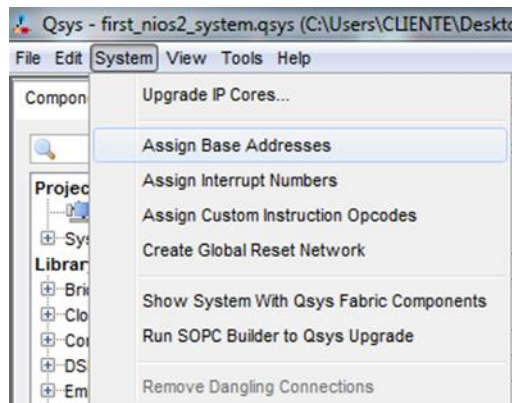 Qsys - first_nios2_system.qsys (C:\Users\CLIENTE\Deskto
File Edit System View Tools Help
Compon
Upgrade IP Cores...
Assign Base Addresses
Projec
Assign Interrupt Numbers
Assign Custom Instruction Opcodes
Sys
Create Global Reset Network
Librar
Bri
Show System With Qsys Fabric Components
Clo
Run SOPC Builder to Qsys Upgrade
Cor
DS
Remove Dangling Connections
Em